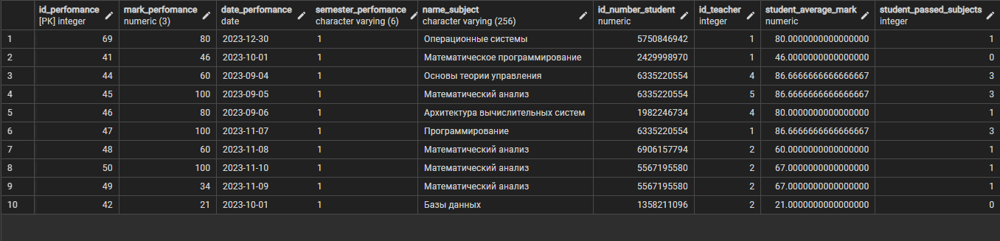 id_perfomance mark_perfomance date_perfomance semester_perfomance name_subject id_number_student id_teacher student_average_mark student_passed_subjects
[PK] integer numeric (3) date character varying (6) character varying (256) numeric integer numeric integer
1 69 80 2023-12-30 1 Операционные системы 5750846942 1 80.0000000000000000 1
2 41 46 2023-10-01 1 Математическое программирование 2429998970 1 46.0000000000000000 0
3 44 60 2023-09-04 1 Основы теории управления 6335220554 4 86.6666666666666667 3
4 45 100 2023-09-05 1 Математический анализ 6335220554 5 86.6666666666666667 3
5 46 80 2023-09-06 1 Архитектура вычислительных систем 1982246734 4 80.0000000000000000 1
6 47 100 2023-11-07 1 Программирование 6335220554 1 86.6666666666666667 3
7 48 60 2023-11-08 1 Математический анализ 6906157794 2 60.0000000000000000 1
8 50 100 2023-11-10 1 Математический анализ 5567195580 2 67.0000000000000000 1
9 49 34 2023-11-09 1 Математический анализ 5567195580 2 67.0000000000000000 1
10 42 21 2023-10-01 1 Базы данных 1358211096 2 21.0000000000000000 0